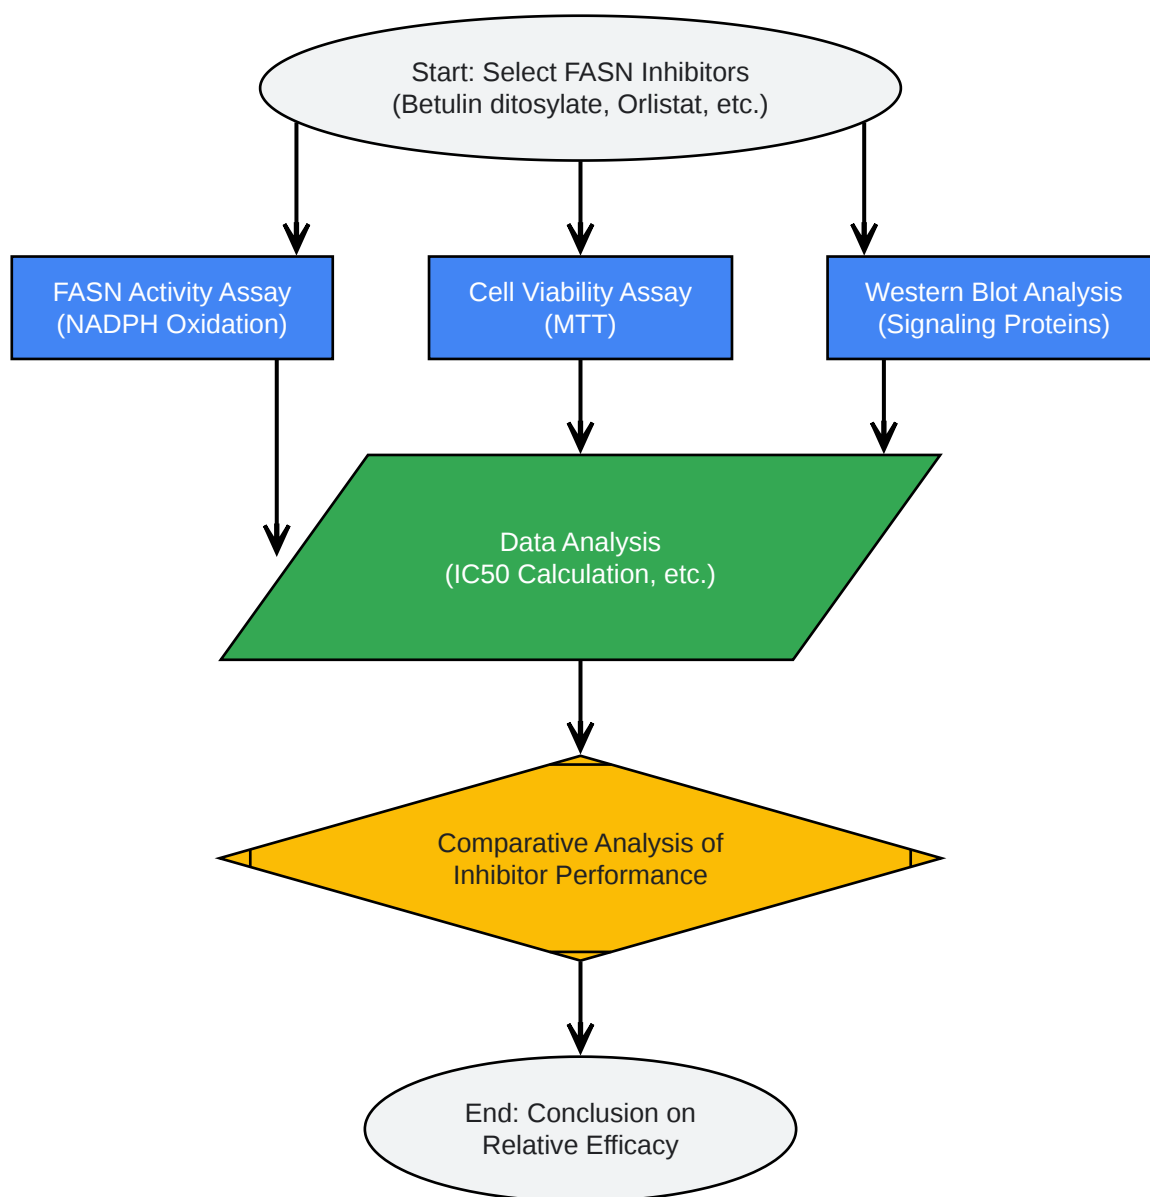 Start: Select FASN Inhibitors
(Betulin ditosylate, Orlistat, etc.)
FASN Activity Assay
(NADPH Oxidation)
Cell Viability Assay
(MTT)
Western Blot Analysis
(Signaling Proteins)
Data Analysis
(IC50 Calculation, etc.)
Comparative Analysis of
Inhibitor Performance
End: Conclusion on
Relative Efficacy